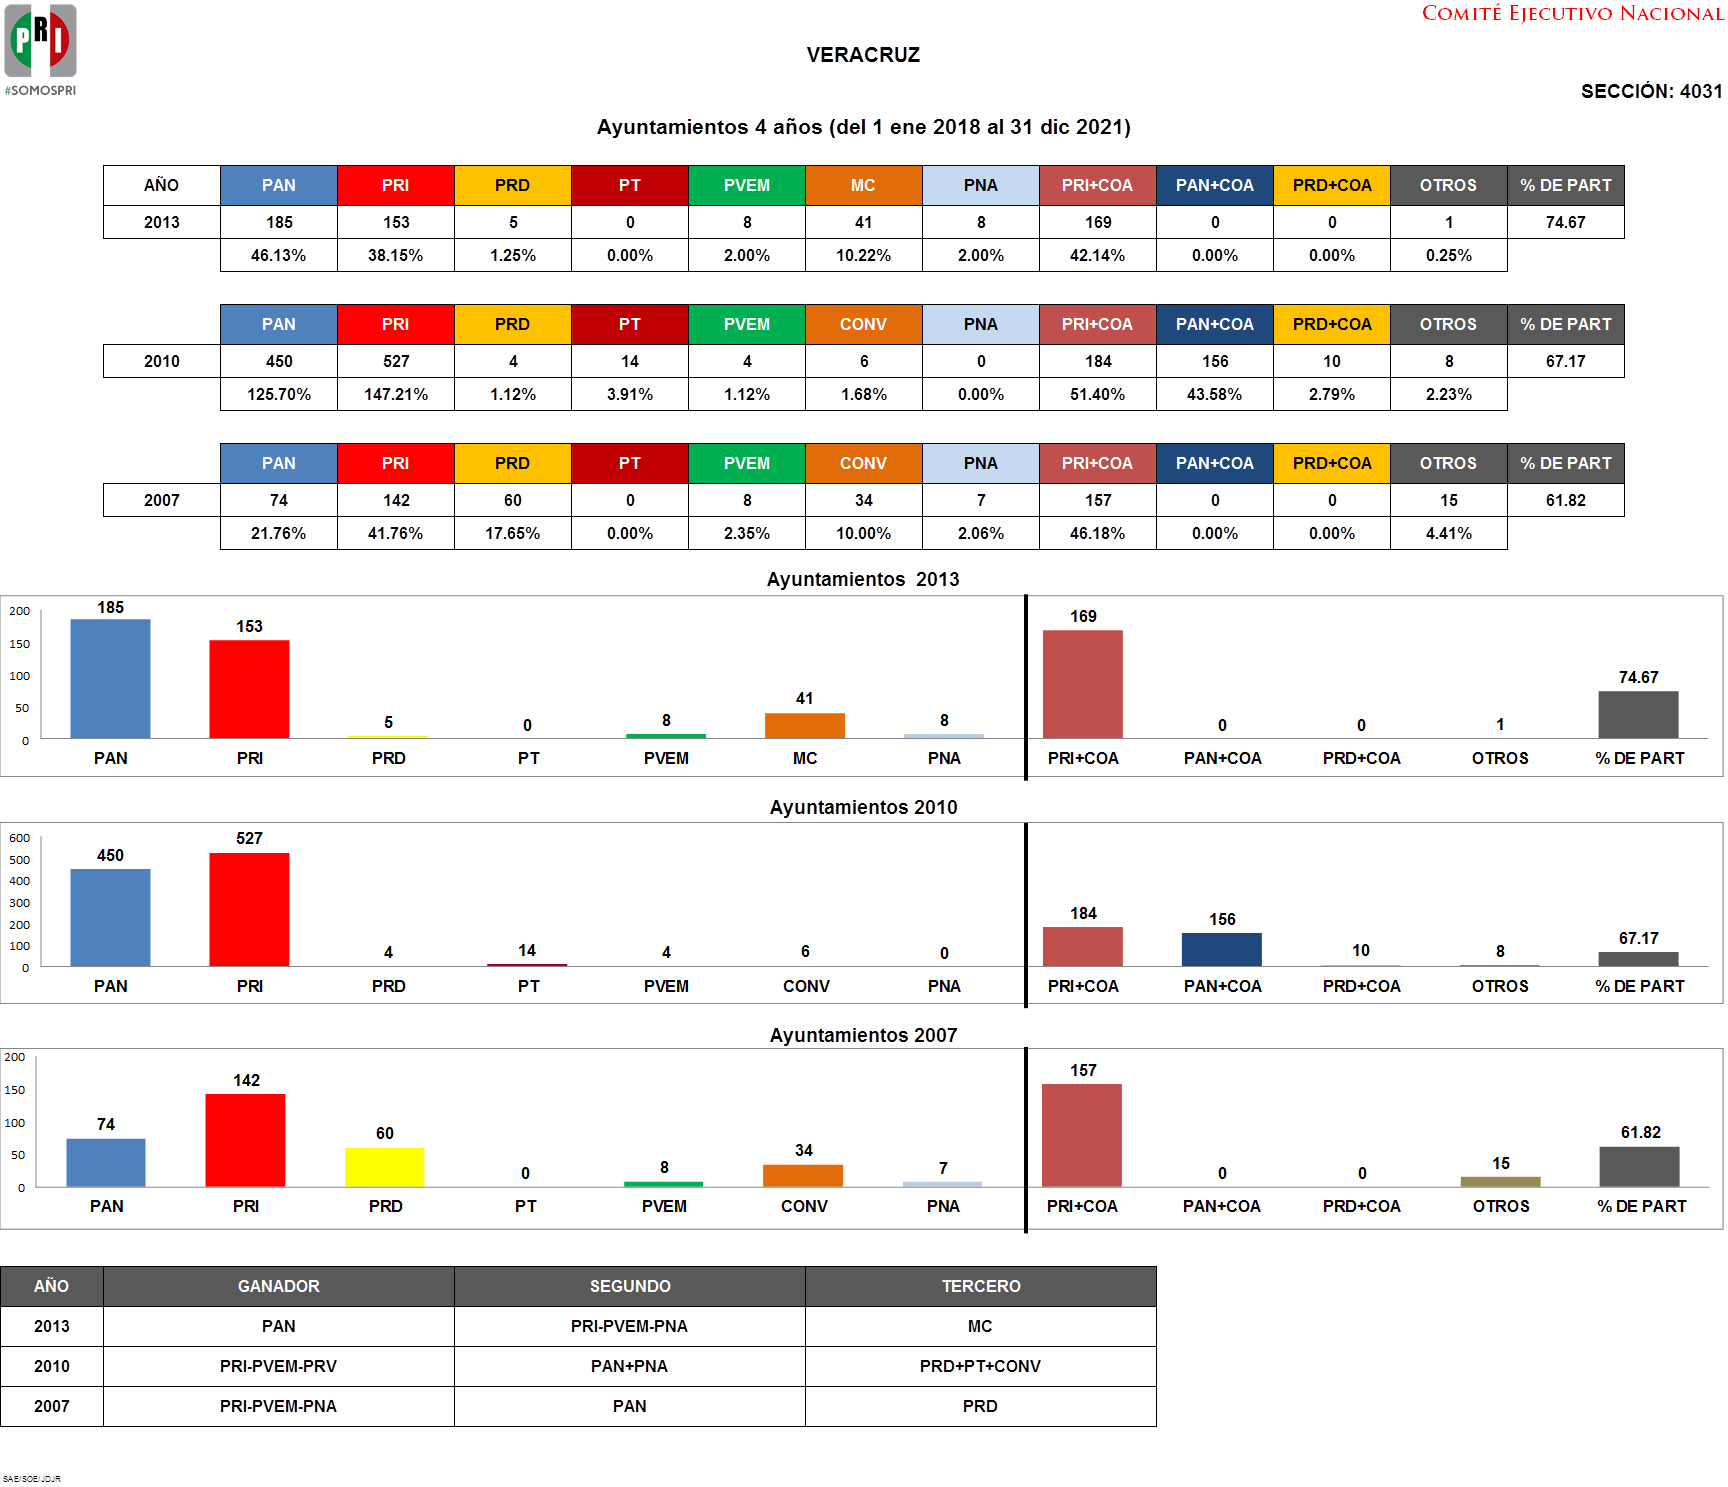 PRI
#SOMOSPRI
COMITÉ EJECUTIVO NACIONAL
VERACRUZ
SECCIÓN: 4031
Ayuntamientos 4 años (del 1 ene 2018 al 31 dic 2021)
AÑO PAN PRI PRD PT PVEM MC PNA PRI+COA PAN+COA PRD+COA OTROS % DE PART
2013 185 153 5 0 8 41 8 169 0 0 1 74.67
46.13% 38.15% 1.25% 0.00% 2.00% 10.22% 2.00% 42.14% 0.00% 0.00% 0.25%
PAN PRI PRD PT PVEM CONV PNA PRI+COA PAN+COA PRD+COA OTROS % DE PART
2010 450 527 4 14 4 6 0 184 156 10 8 67.17
125.70% 147.21% 1.12% 3.91% 1.12% 1.68% 0.00% 51.40% 43.58% 2.79% 2.23%
PAN PRI PRD PT PVEM CONV PNA PRI+COA PAN+COA PRD+COA OTROS % DE PART
2007 74 142 60 0 8 34 7 157 0 0 15 61.82
21.76% 41.76% 17.65% 0.00% 2.35% 10.00% 2.06% 46.18% 0.00% 0.00% 4.41%
Ayuntamientos 2013
200
150
100
50
0
185 153 5 0 8 41 8 169 0 0 1 74.67
PAN PRI PRD PT PVEM MC PNA PRI+COA PAN+COA PRD+COA OTROS % DE PART
Ayuntamientos 2010
600
500
400
300
200
100
0
450 527 4 14 4 6 0 184 156 10 8 67.17
PAN PRI PRD PT PVEM CONV PNA PRI+COA PAN+COA PRD+COA OTROS % DE PART
Ayuntamientos 2007
200
150
100
50
0
74 142 60 0 8 34 7 157 0 0 15 61.82
PAN PRI PRD PT PVEM CONV PNA PRI+COA PAN+COA PRD+COA OTROS % DE PART
AÑO GANADOR SEGUNDO TERCERO
2013 PAN PRI-PVEM-PNA MC
2010 PRI-PVEM-PRV PAN+PNA PRD+PT+CONV
2007 PRI-PVEM-PNA PAN PRD
SAE/SOE/JDJR